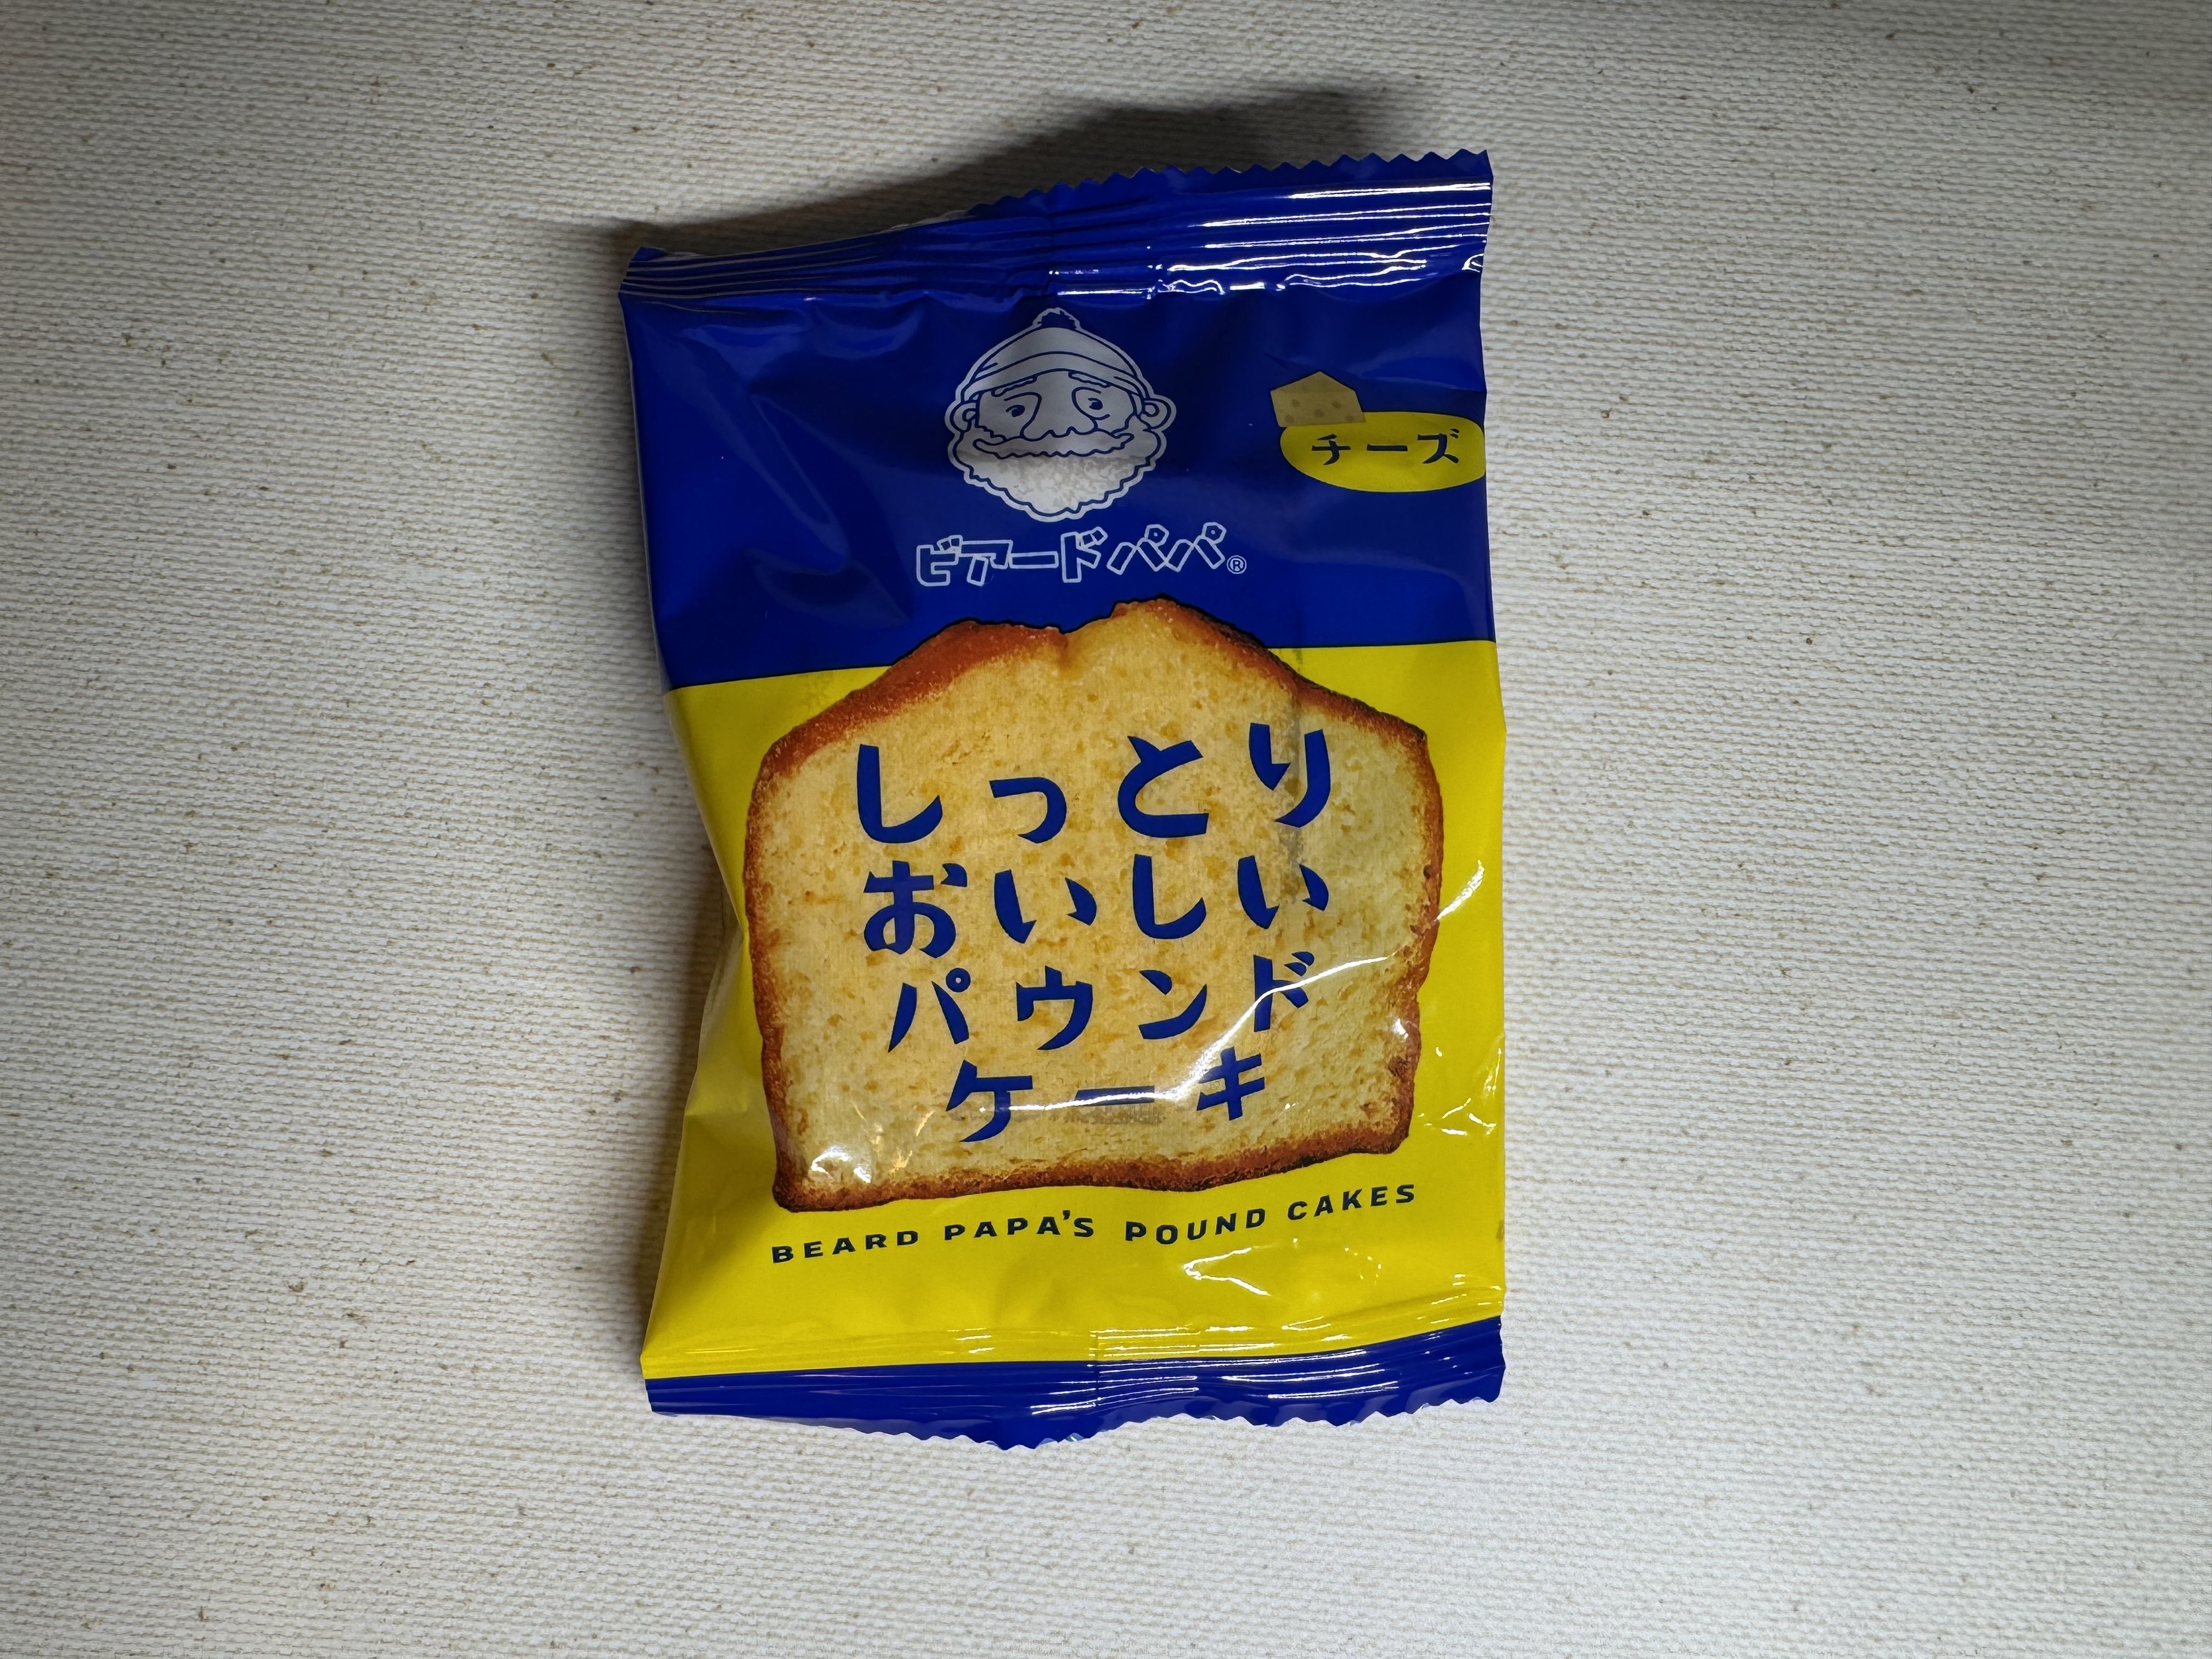 チーズ
ビアードパパ®
しっとり
おいしい
パウンド
ケーキ
BEARD PAPA'S POUND CAKES